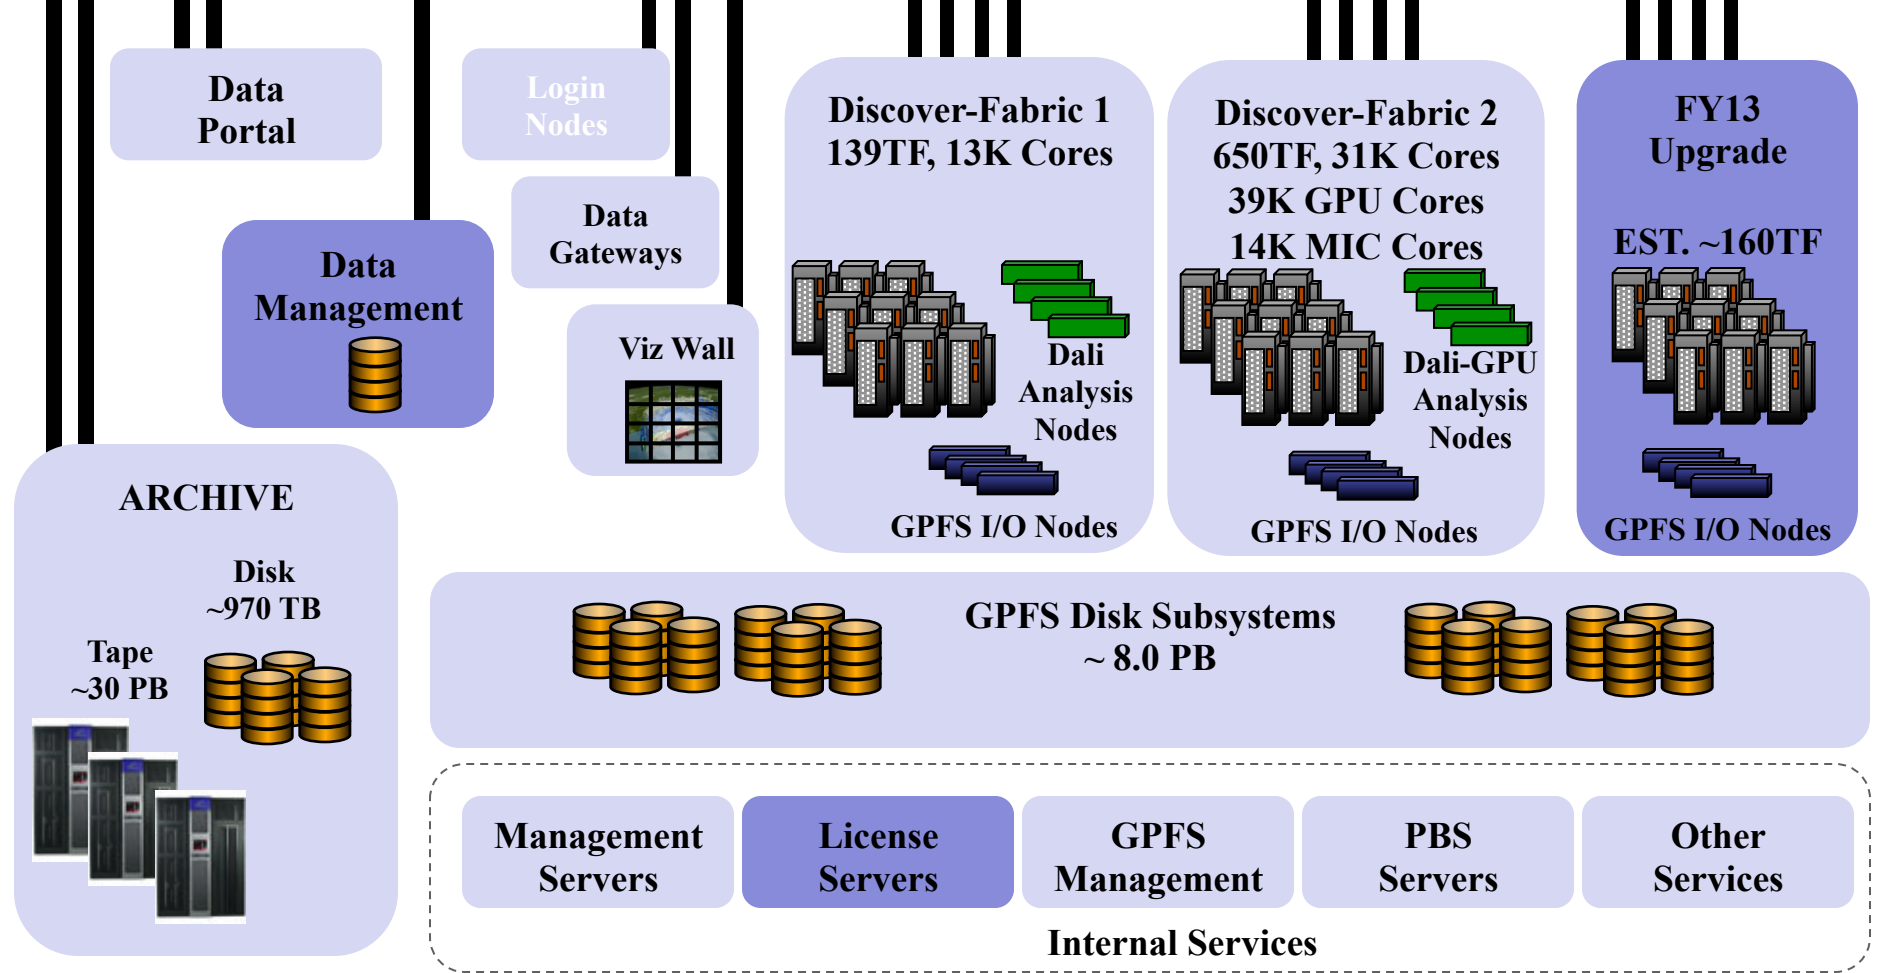 Data
Portal
Login
Nodes
Data
Gateways
Data
Management
Viz Wall
Discover-Fabric 1
139TF, 13K Cores
Dali
Analysis
Nodes
GPFS I/O Nodes
Discover-Fabric 2
650TF, 31K Cores
39K GPU Cores
14K MIC Cores
Dali-GPU
Analysis
Nodes
GPFS I/O Nodes
FY13
Upgrade
EST. ~160TF
GPFS I/O Nodes
ARCHIVE
Disk
~970 TB
Tape
~30 PB
GPFS Disk Subsystems
~ 8.0 PB
Management
Servers
License
Servers
GPFS
Management
PBS
Servers
Other
Services
Internal Services